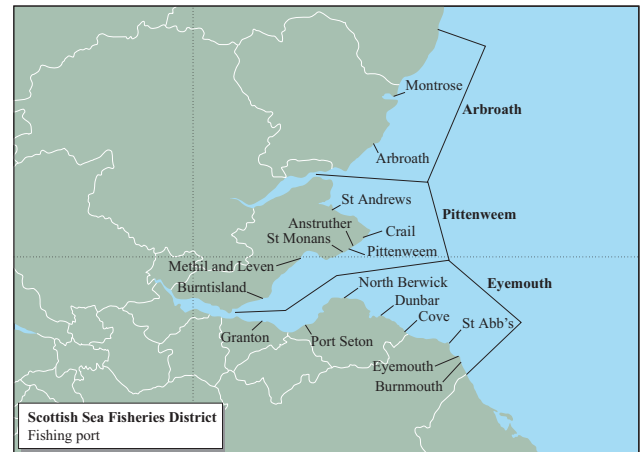 Montrose
Arbroath
Arbroath
St Andrews
Pittenweem
Anstruther
Crail
St Monans
Pittenweem
Methil and Leven
Eyemouth
Burntisland
North Berwick
Dunbar
Cove
St Abb's
Granton
Port Seton
Eyemouth
Burnmouth
Scottish Sea Fisheries District
Fishing port